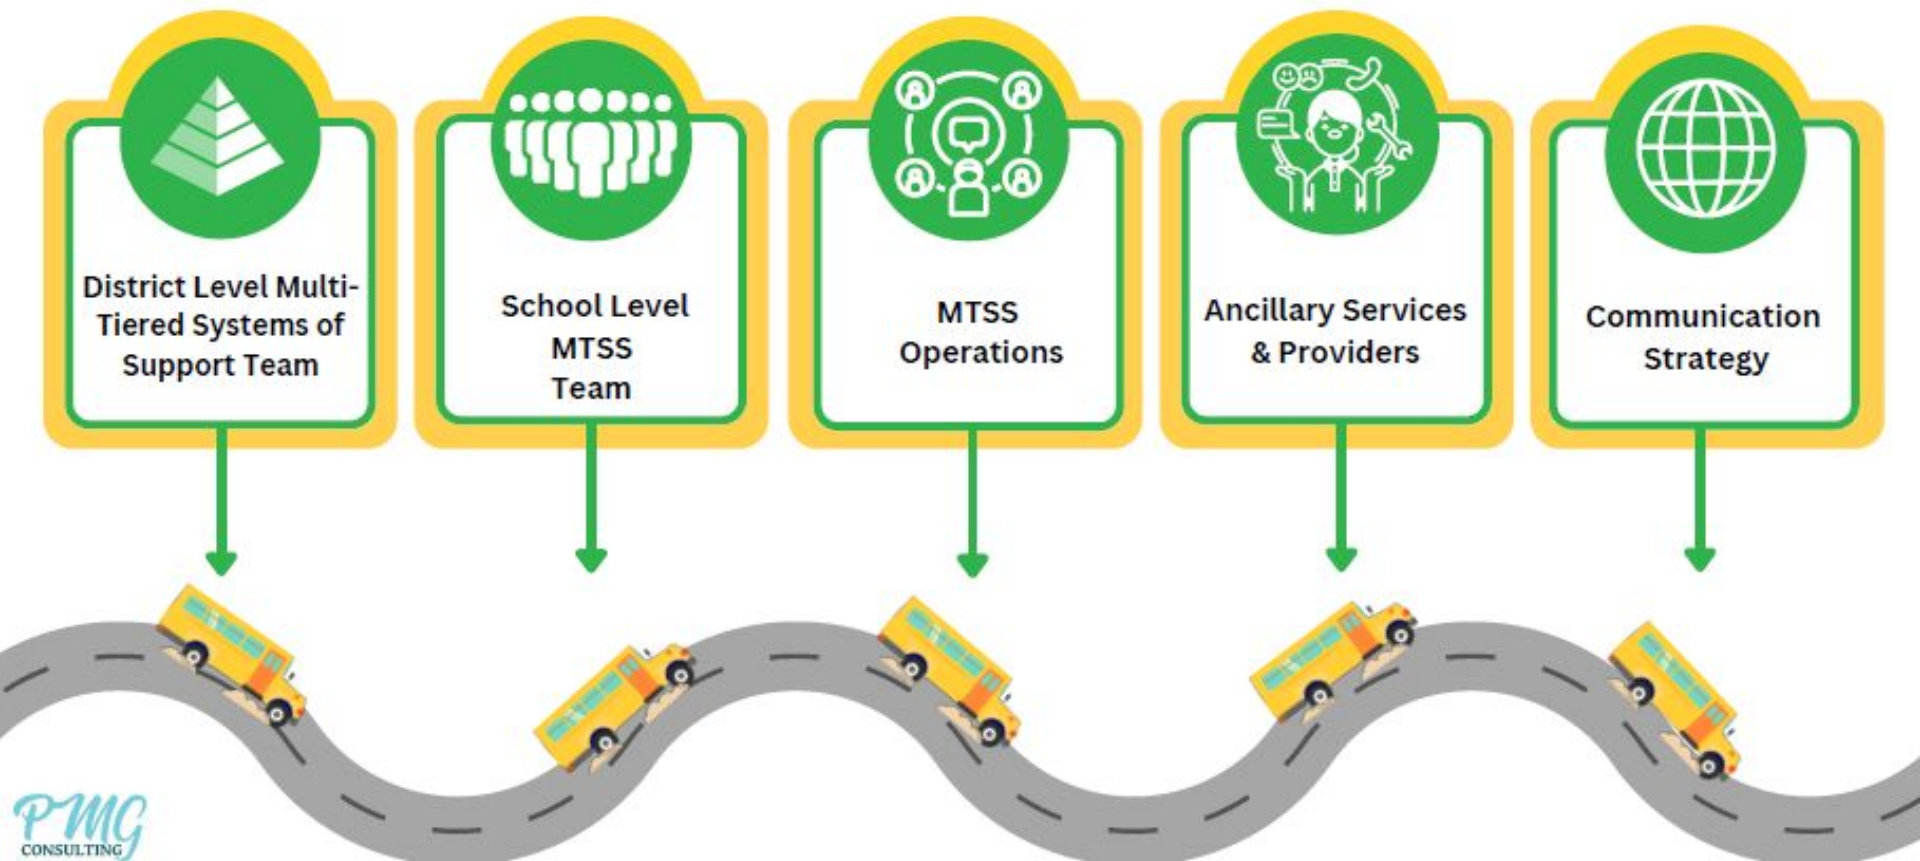 District Level Multi-
Tiered Systems of
Support Team
School Level
MTSS
Team
MTSS
Operations
Ancillary Services
& Providers
Communication
Strategy
PMG
CONSULTING